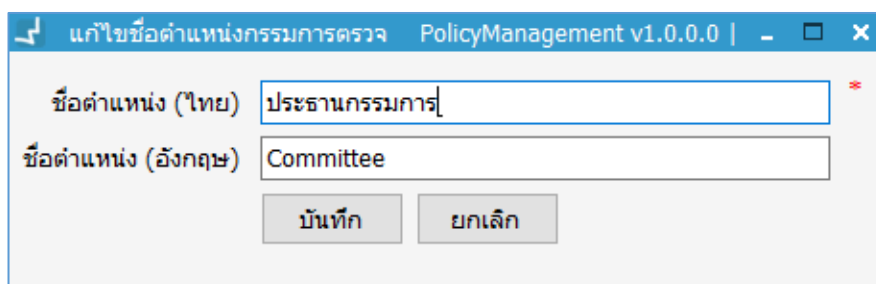 แก้ไขชื่อตำแหน่งกรรมการตรวจ PolicyManagement v1.0.0.0 |
ชื่อตำแหน่ง (ไทย) ประธานกรรมการ *
ชื่อตำแหน่ง (อังกฤษ) Committee
บันทึก ยกเลิก